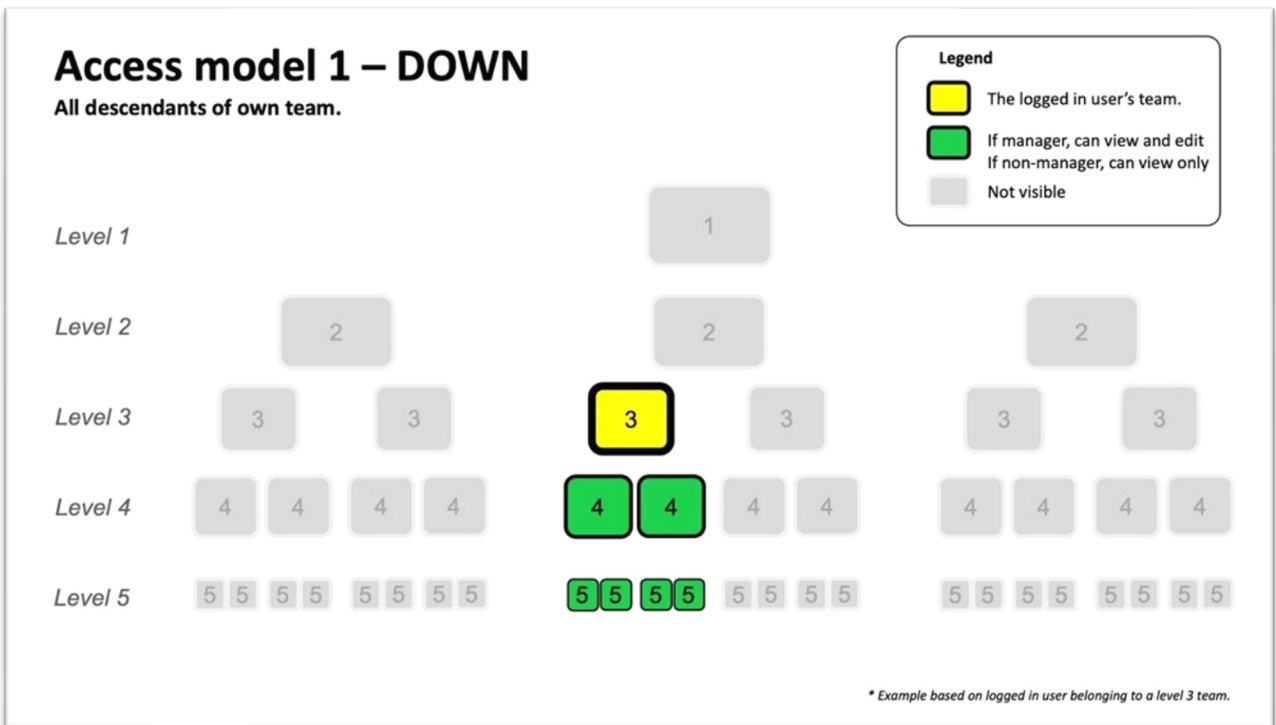 Access model 1 – DOWN
All descendants of own team.
Legend
The logged in user's team.
If manager, can view and edit
If non-manager, can view only
Not visible
Level 1
1
Level 2
2 2 2
Level 3
3 3 3 3 3 3
Level 4
4 4 4 4 4 4 4 4 4 4 4 4
Level 5
5 5 5 5 5 5 5 5 5 5 5 5 5 5 5 5 5 5 5 5 5 5 5 5
* Example based on logged in user belonging to a level 3 team.